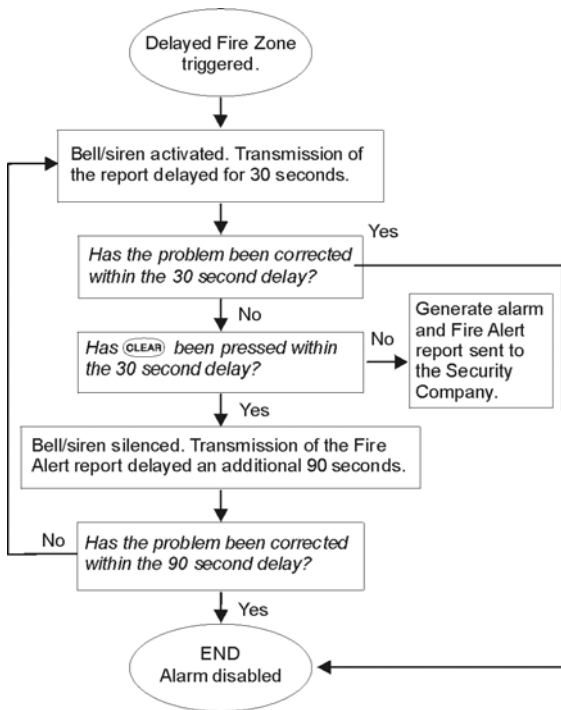 Delayed Fire Zone
triggered.
Bell/siren activated. Transmission of
the report delayed for 30 seconds.
Yes
Has the problem been corrected
within the 30 second delay?
No
Has CLEAR been pressed within
the 30 second delay?
No
Generate alarm
and Fire Alert
report sent to
the Security
Company.
Yes
Bell/siren silenced. Transmission of the Fire
Alert report delayed an additional 90 seconds.
No
Has the problem been corrected
within the 90 second delay?
Yes
END
Alarm disabled